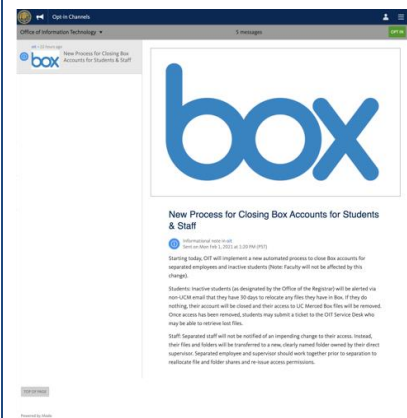 Opt-in Channels
Office of Information Technology
5 messages
OPT IN
oit • 22 hours ago
New Process for Closing Box
Accounts for Students & Staff
box
box
New Process for Closing Box Accounts for Students
& Staff
Informational note in oit
Sent on Mon Feb 1, 2021 at 1:20 PM (PST)
Starting today, OIT will implement a new automated process to close Box accounts for
separated employees and inactive students (Note: Faculty will not be affected by this
change).
Students: Inactive students (as designated by the Office of the Registrar) will be alerted via
non-UCM email that they have 30 days to relocate any files they have in Box. If they do
nothing, their account will be closed and their access to UC Merced Box files will be removed.
Once access has been removed, students may submit a ticket to the OIT Service Desk who
may be able to retrieve lost files.
Staff: Separated staff will not be notified of an impending change to their access. Instead,
their files and folders will be transferred to a new, clearly named folder owned by their direct
supervisor. Separated employee and supervisor should work together prior to separation to
reallocate file and folder shares and re-issue access permissions.
TOP OF PAGE
Powered by